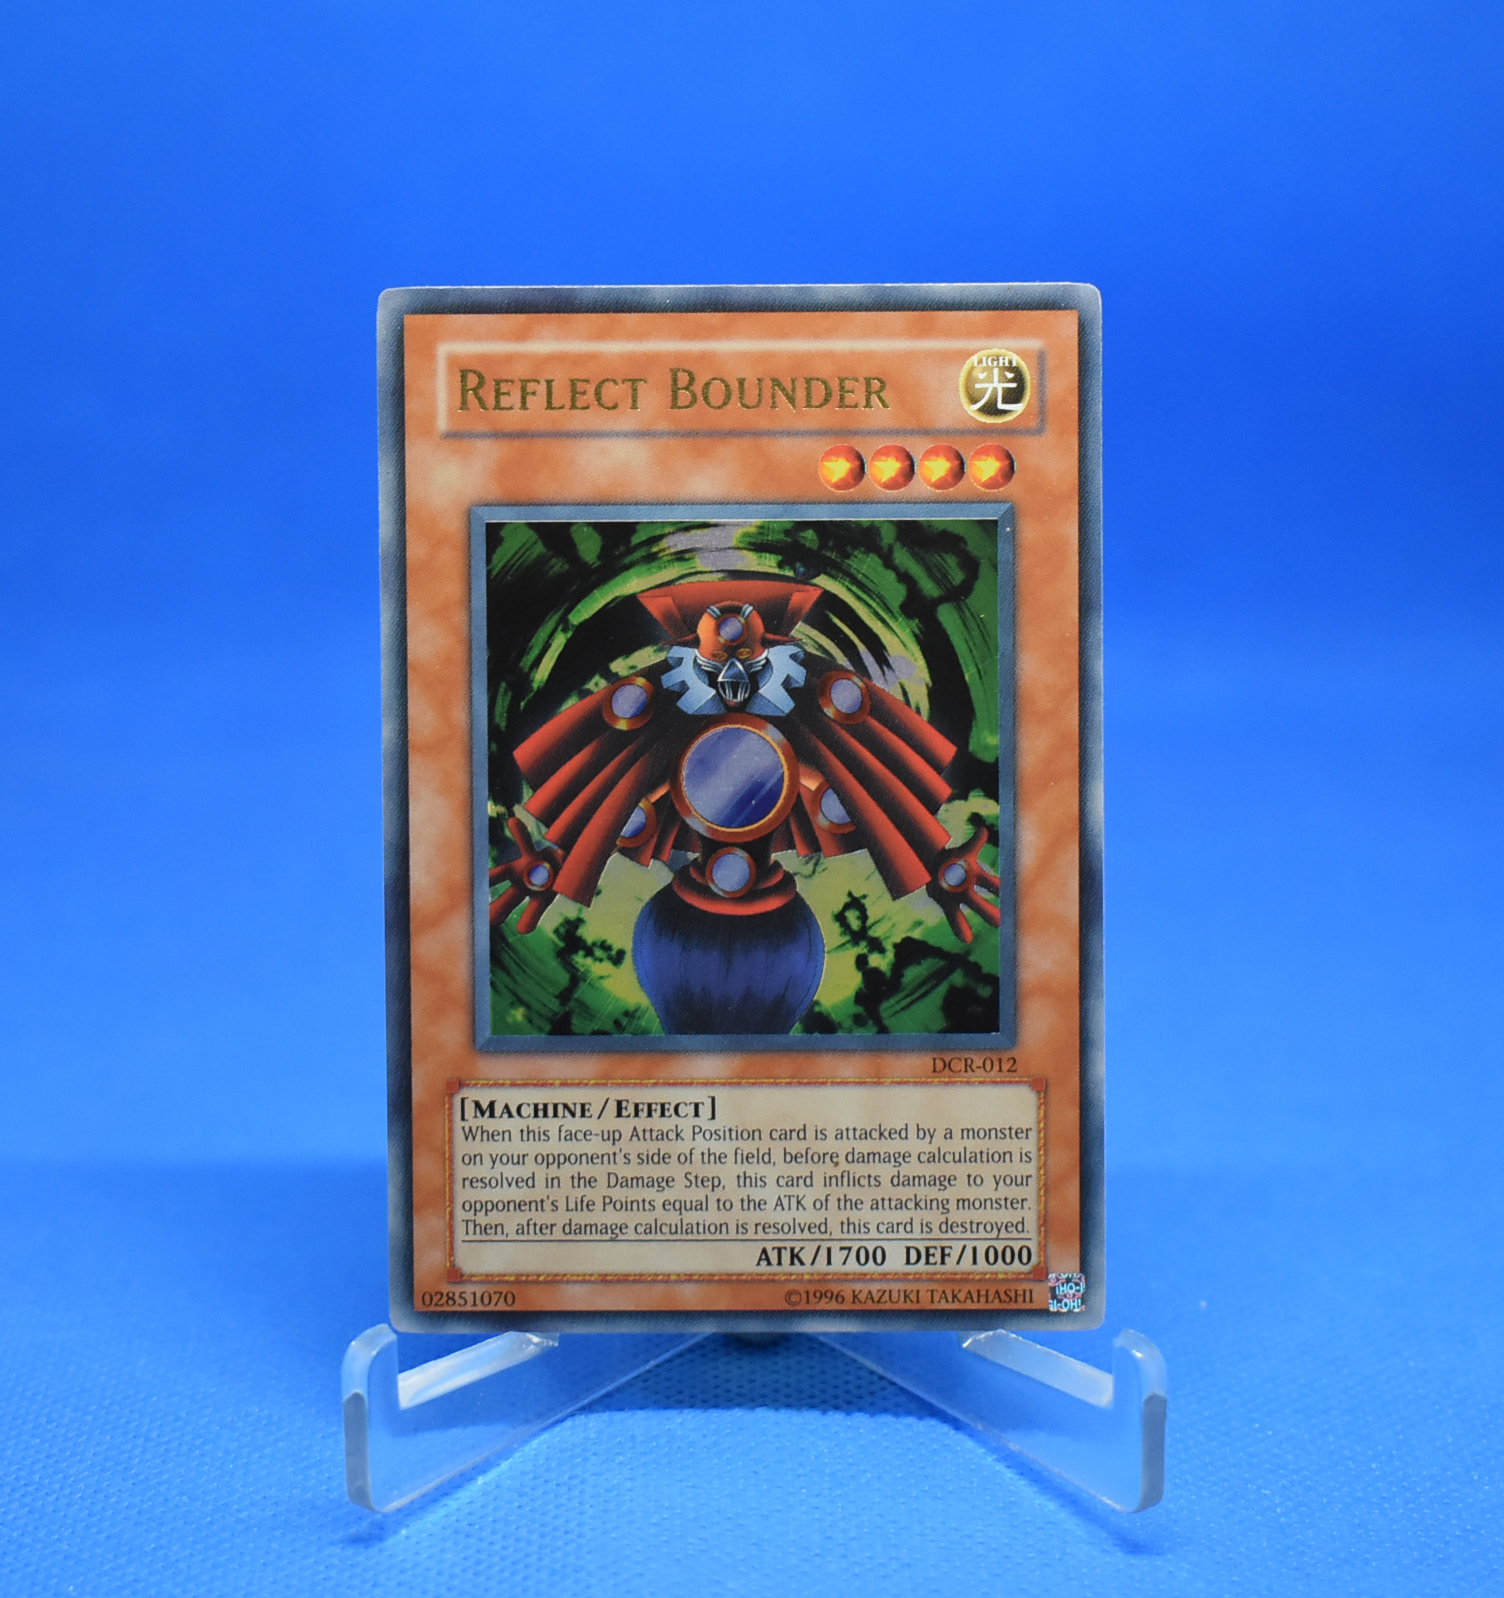 REFLECT BOUNDER
LIGHT
光
DCR-012
[MACHINE/EFFECT]
When this face-up Attack Position card is attacked by a monster
on your opponent's side of the field, before damage calculation is
resolved in the Damage Step, this card inflicts damage to your
opponent's Life Points equal to the ATK of the attacking monster.
Then, after damage calculation is resolved, this card is destroyed.
ATK/1700 DEF/1000
02851070
©1996 KAZUKI TAKAHASHI